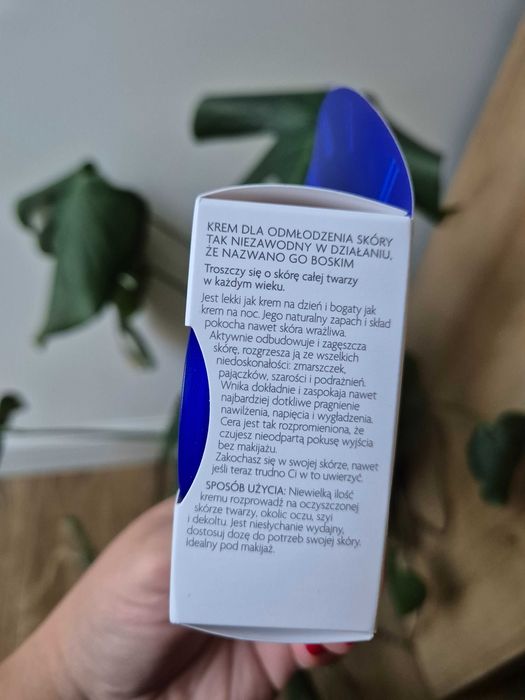 KREM DLA ODMŁODZENIA SKÓRY
TAK NIEZAWODNY W DZIAŁANIU,
ŻE NAZWANO GO BOSKIM
Troszczy się o skórę całej twarzy
w każdym wieku.
Jest lekki jak krem na dzień i bogaty jak
krem na noc. Jego naturalny zapach i skład
pokocha nawet skóra wrażliwa.
Aktywnie odbudowuje i zagęszcza
skórę, rozgrzesza ją ze wszelkich
niedoskonałości: zmarszczek,
pajączków, szarości i podrażnień.
Wnika dokładnie i zaspokaja nawet
najbardziej dotkliwe pragnienie
nawilżenia, napięcia i wygładzenia.
Cera jest tak rozpromieniona, że
czujesz nieodpartą pokusę wyjścia
bez makijażu.
Zakochasz się w swojej skórze, nawet
jeśli teraz trudno Ci w to uwierzyć.
SPOSÓB UŻYCIA: Niewielką ilość
kremu rozprowadź na oczyszczonej
skórze twarzy, okolic oczu, szyi
i dekoltu. Jest niesłychanie wydajny,
dostosuj dozę do potrzeb swojej skóry.
Idealny pod makijaż.